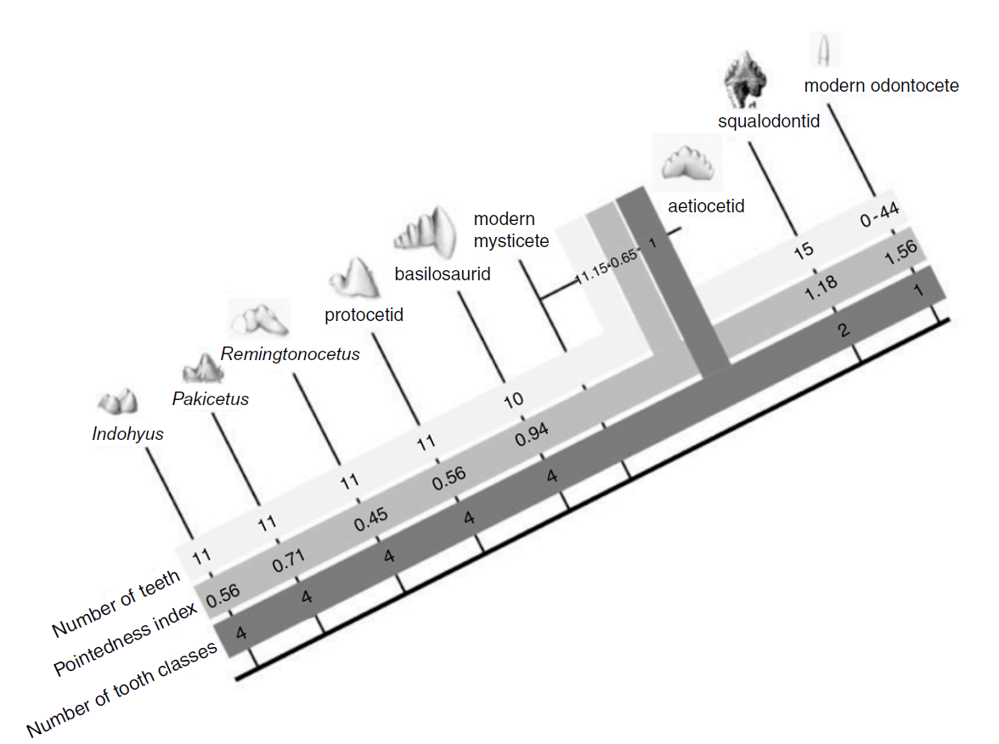 modern odontocete
squalodontid
aetiocetid
modern
mysticete
basilosaurid
protocetid
Remingtonocetus
Pakicetus
Indohyus
Number of teeth
11
11
11
11
10
11.15
15
0-44
Pointedness index
0.56
0.71
0.45
0.56
0.94
0.65
1.18
1.56
Number of tooth classes
4
4
4
4
4
1
2
1